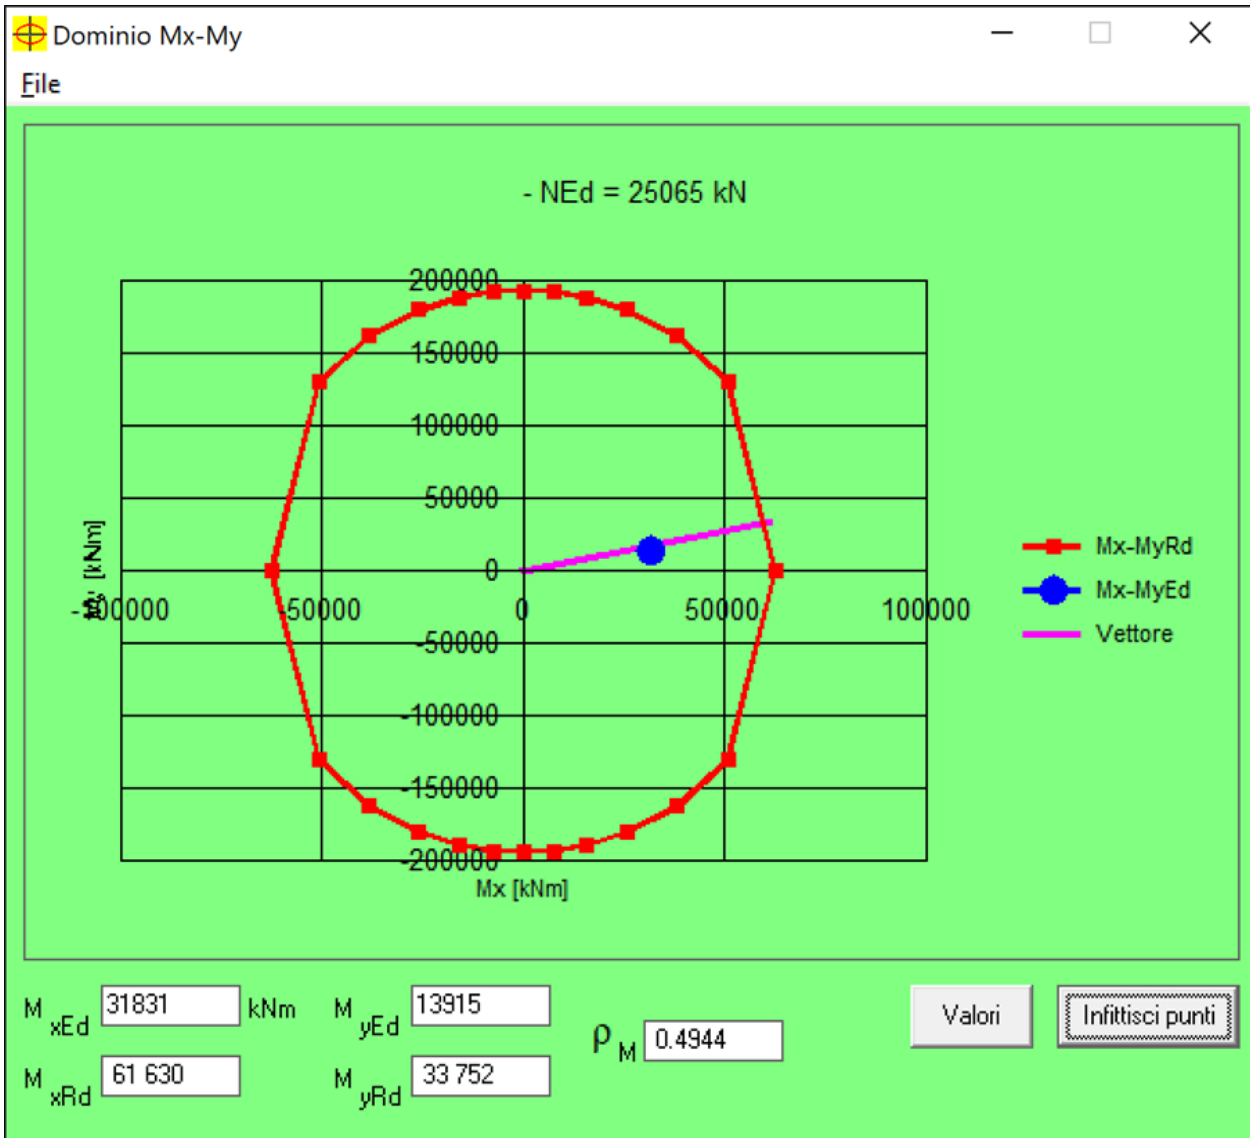 Dominio Mx-My
File
- NEd = 25065 kN
200000
150000
100000
50000
0
-50000
-100000
-150000
-200000
-100000 -50000 0 50000 100000
[kNm]
Mx [kNm]
Mx-MyRd
Mx-MyEd
Vettore
M xEd 31831 kNm M yEd 13915
M xRd 61 630 M yRd 33 752
ρ M 0.4944
Valori
Infittisci punti